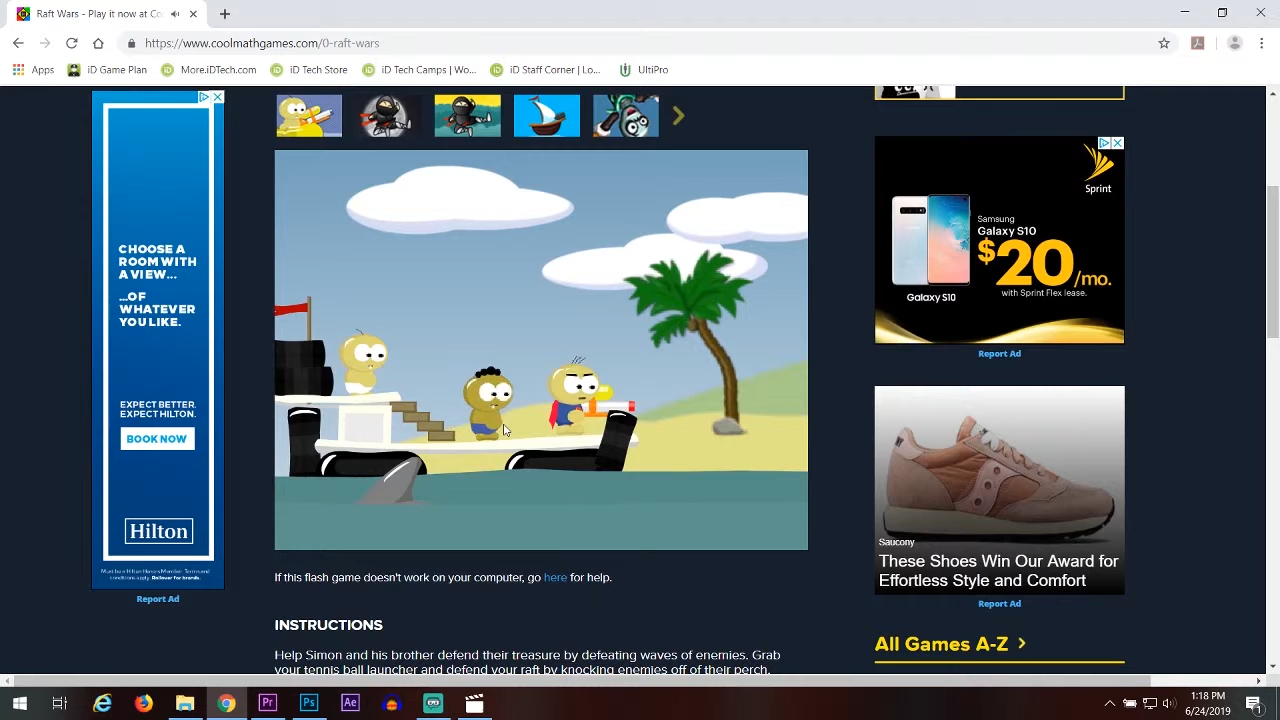 Raft Wars - Play it now at Co
https://www.coolmathgames.com/0-raft-wars
Apps
iD Game Plan
More.iDTech.com
iD Tech Store
iD Tech Camps | Wo...
iD Staff Corner | Lo...
UltiPro
CHOOSE A
ROOM WITH
A VIEW...
...OF
WHATEVER
YOU LIKE.
EXPECT BETTER.
EXPECT HILTON.
BOOK NOW
Hilton
Report Ad
If this flash game doesn't work on your computer, go here for help.
INSTRUCTIONS
Help Simon and his brother defend their treasure by defeating waves of enemies. Grab
your tennis ball launcher and defend your raft by knocking enemies off of their perch.
Sprint
Samsung
Galaxy S10
$20/mo.
with Sprint Flex lease.
Galaxy S10
Report Ad
Saucony
These Shoes Win Our Award for
Effortless Style and Comfort
Report Ad
All Games A-Z
Pr
Ps
Ae
1:18 PM
6/24/2019